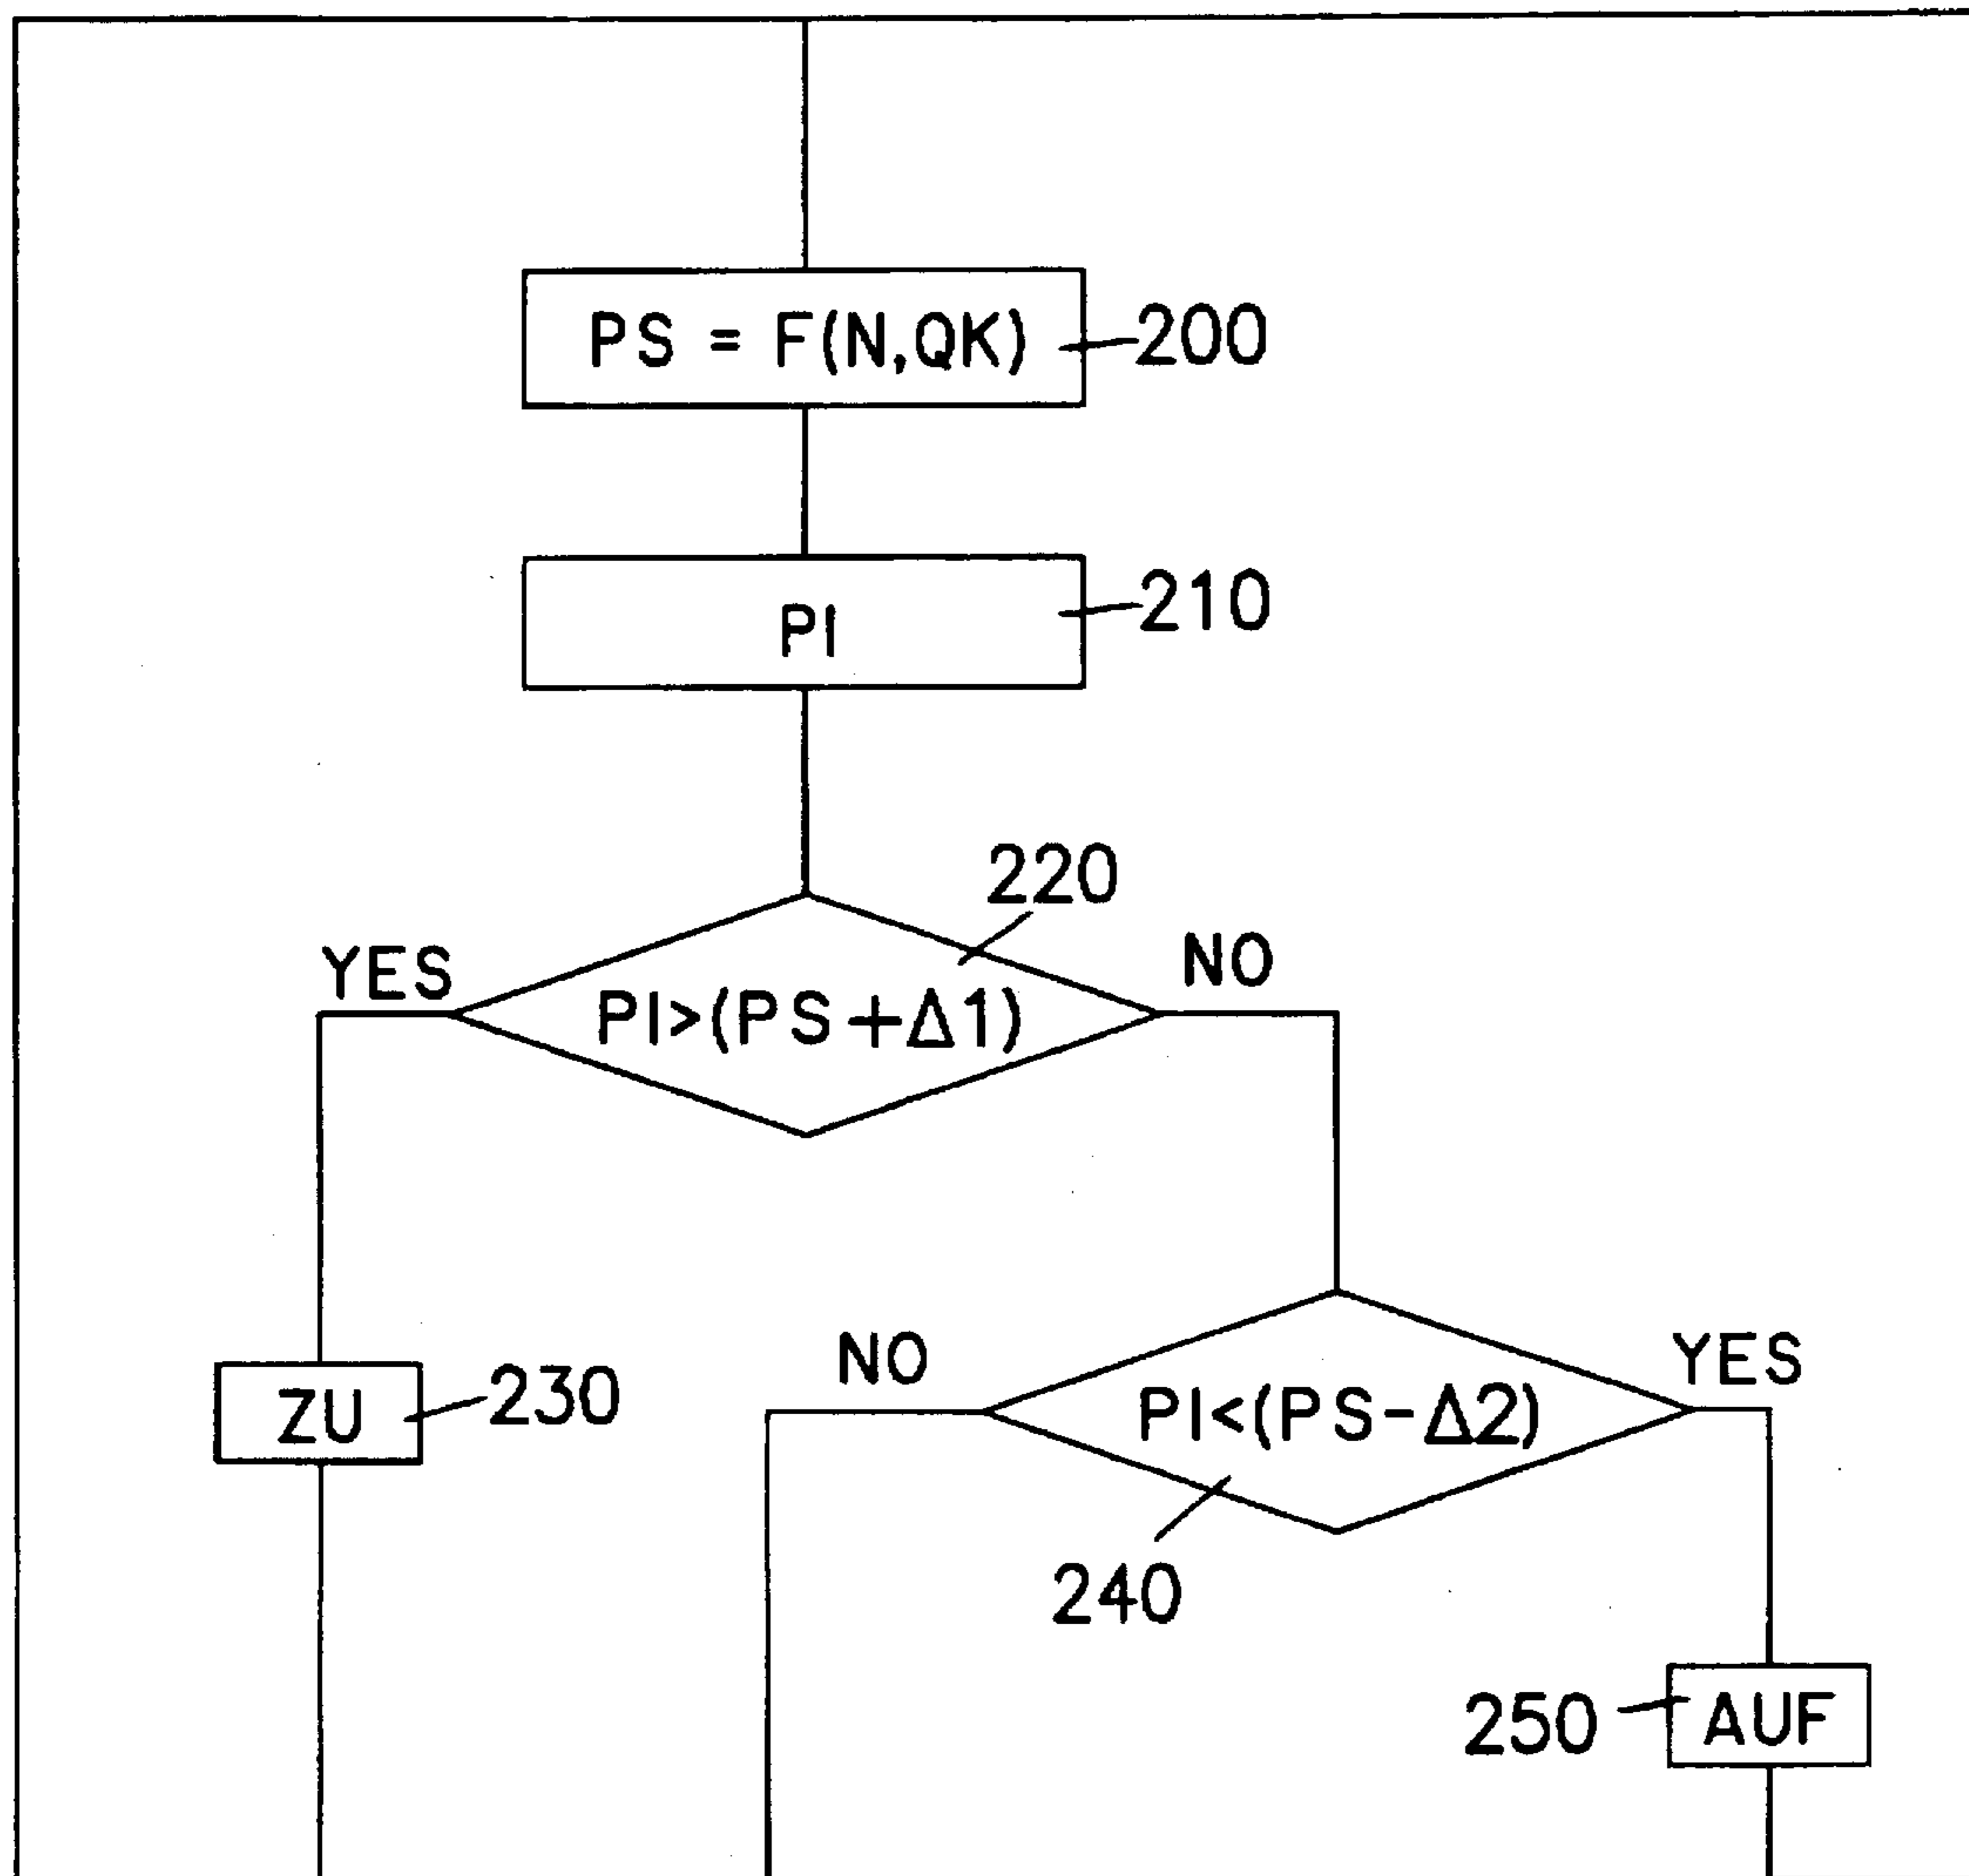 PS = F(N,QK)
200
PI
210
220
YES
NO
PI>(PS+Δ1)
NO
YES
ZU
230
PI<(PS-Δ2)
240
250
AUF